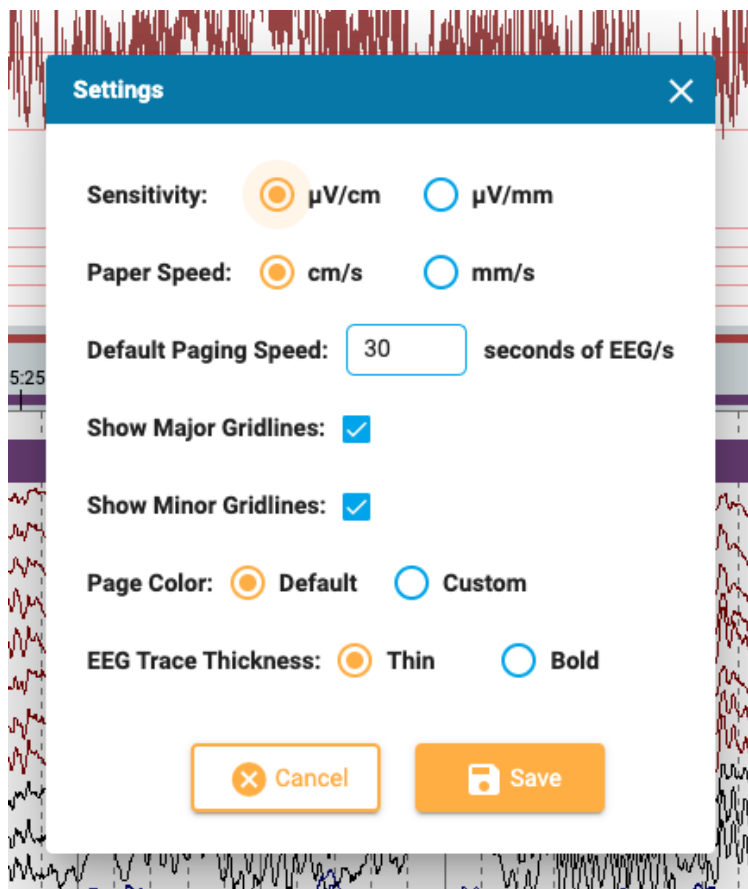 Settings
Sensitivity: µV/cm µV/mm
Paper Speed: cm/s mm/s
Default Paging Speed: 30 seconds of EEG/s
5:25
Show Major Gridlines:
Show Minor Gridlines:
Page Color: Default Custom
EEG Trace Thickness: Thin Bold
Cancel Save